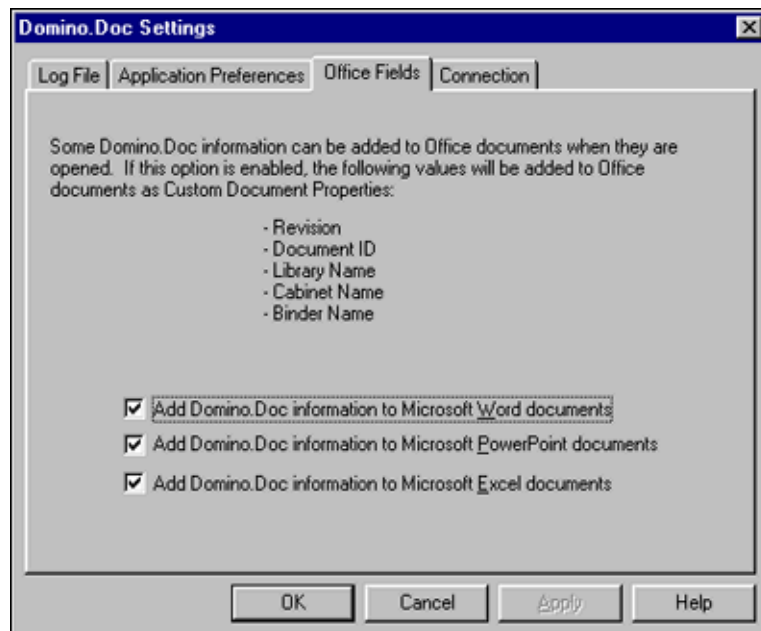 Domino.Doc Settings
Log File Application Preferences Office Fields Connection
Some Domino.Doc information can be added to Office documents when they are
opened. If this option is enabled, the following values will be added to Office
documents as Custom Document Properties:
- Revision
- Document ID
- Library Name
- Cabinet Name
- Binder Name
Add Domino.Doc information to Microsoft Word documents
Add Domino.Doc information to Microsoft PowerPoint documents
Add Domino.Doc information to Microsoft Excel documents
OK Cancel Apply Help